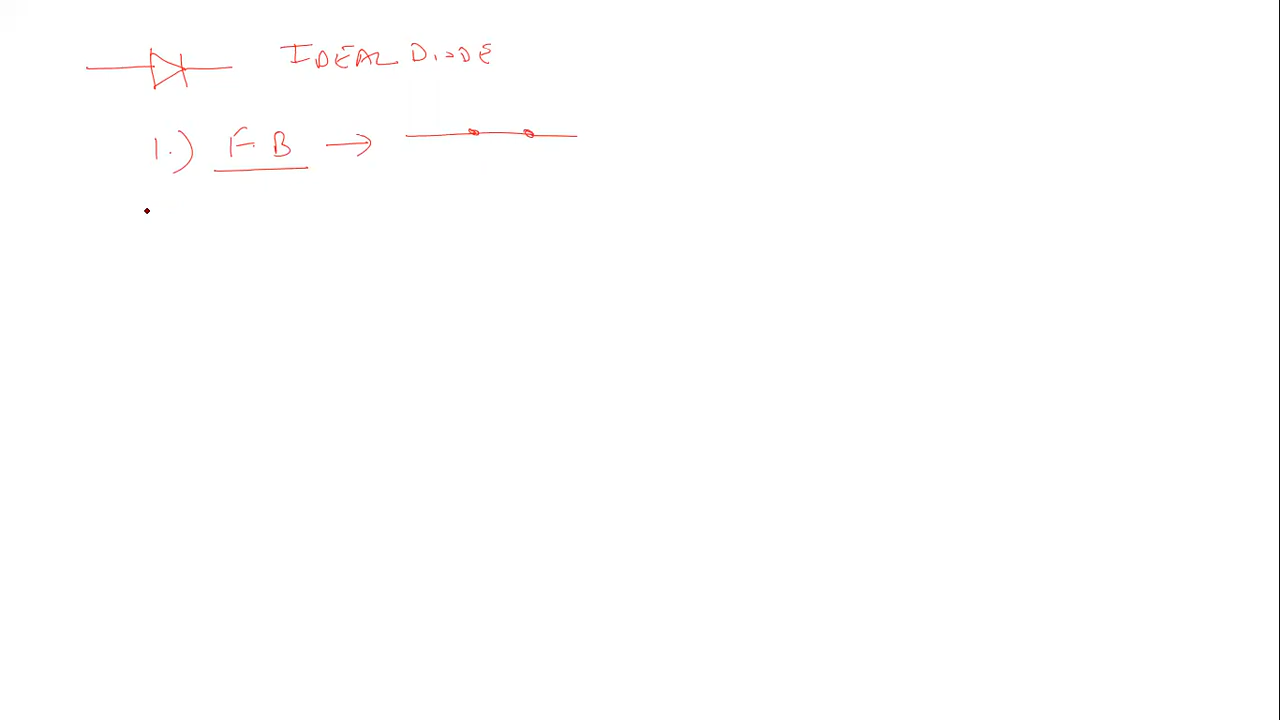 IDEAL DIODE
1.) F.B →